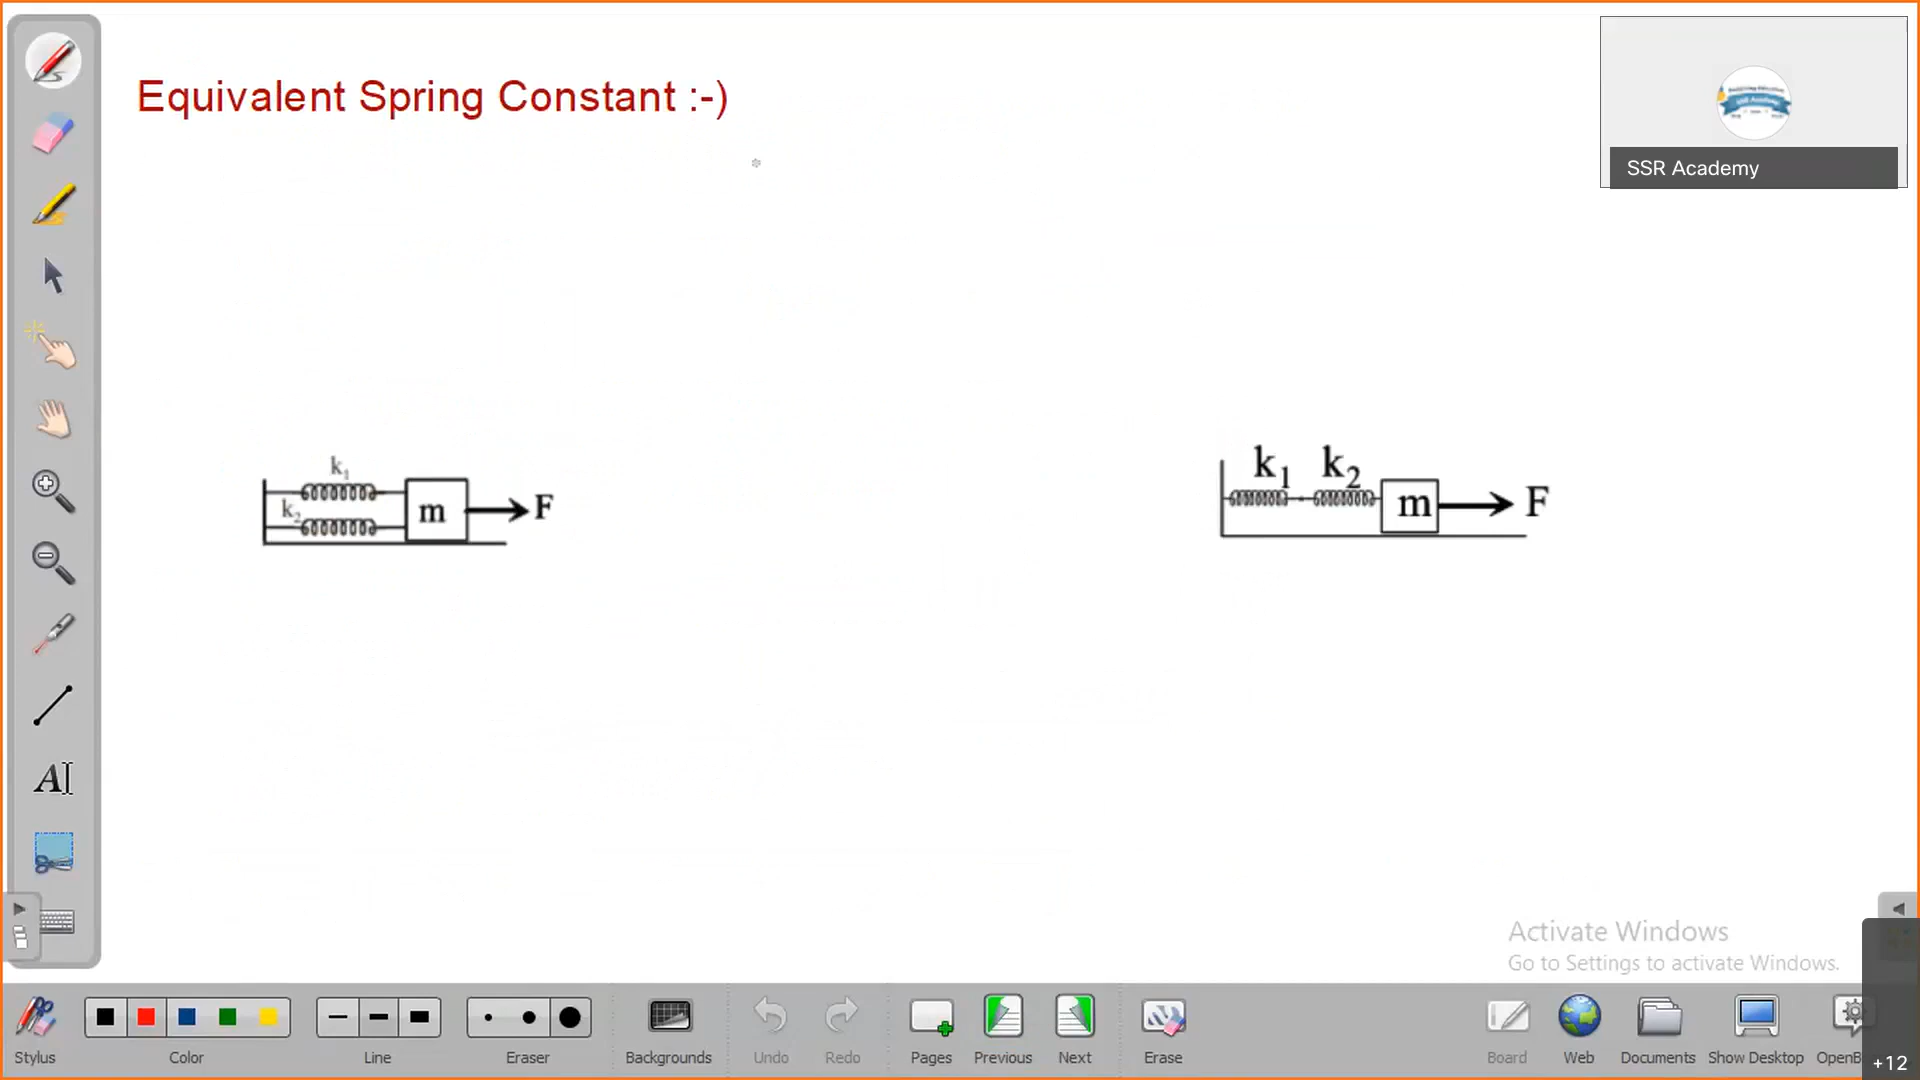 Equivalent Spring Constant :-)
SSR Academy
k1
k2
m
F
k1 k2
m
F
Activate Windows
Go to Settings to activate Windows.
Stylus
Color
Line
Eraser
Backgrounds
Undo
Redo
Pages
Previous
Next
Erase
Board
Web
Documents
Show Desktop
+12